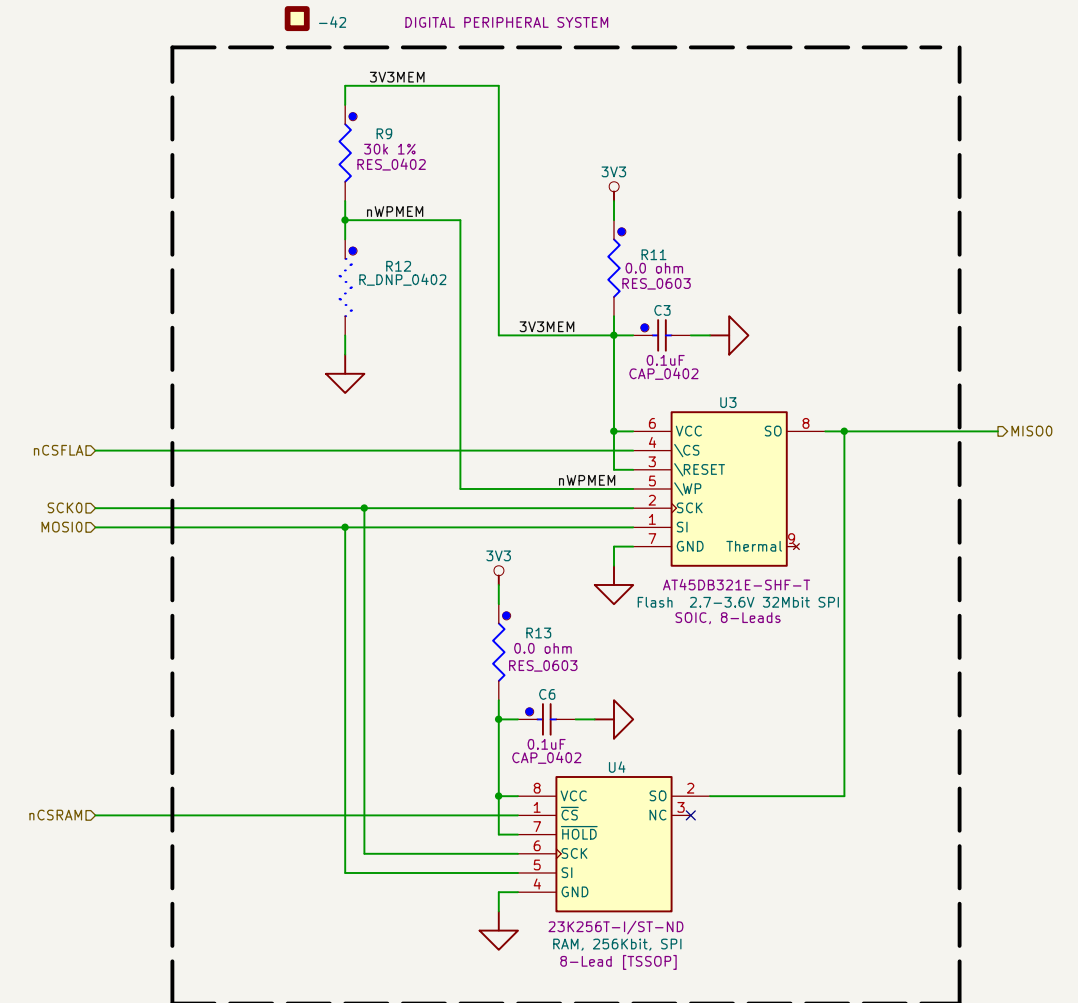 -42 DIGITAL PERIPHERAL SYSTEM
3V3MEM
R9
30k 1%
RES_0402
nWPMEM
R12
R_DNP_0402
3V3
R11
0.0 ohm
RES_0603
C3
3V3MEM
0.1uF
CAP_0402
U3
6 VCC SO 8
MISO0
nCSFLA
4 \CS
3 \RESET
nWPMEM
5 \WP
SCK0
2 SCK
MOSI0
1 SI
7 GND Thermal 9
3V3
AT45DB321E-SHF-T
Flash 2.7-3.6V 32Mbit SPI
SOIC, 8-Leads
R13
0.0 ohm
RES_0603
C6
0.1uF
CAP_0402
U4
8 VCC SO 2
nCSRAM
1 CS NC 3
7 HOLD
6 SCK
5 SI
4 GND
23K256T-I/ST-ND
RAM, 256Kbit, SPI
8-Lead [TSSOP]